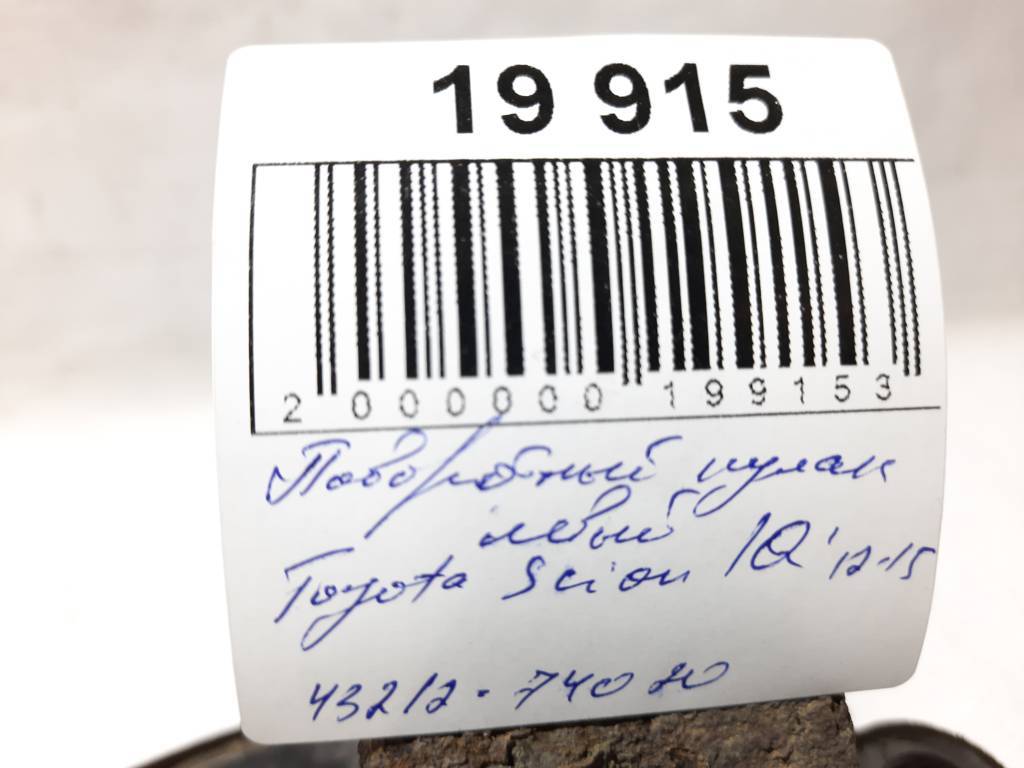 19 915
2 000000 199153
Поворотный кулак
левый
Toyota Scion IQ' 12-15
43212-74020